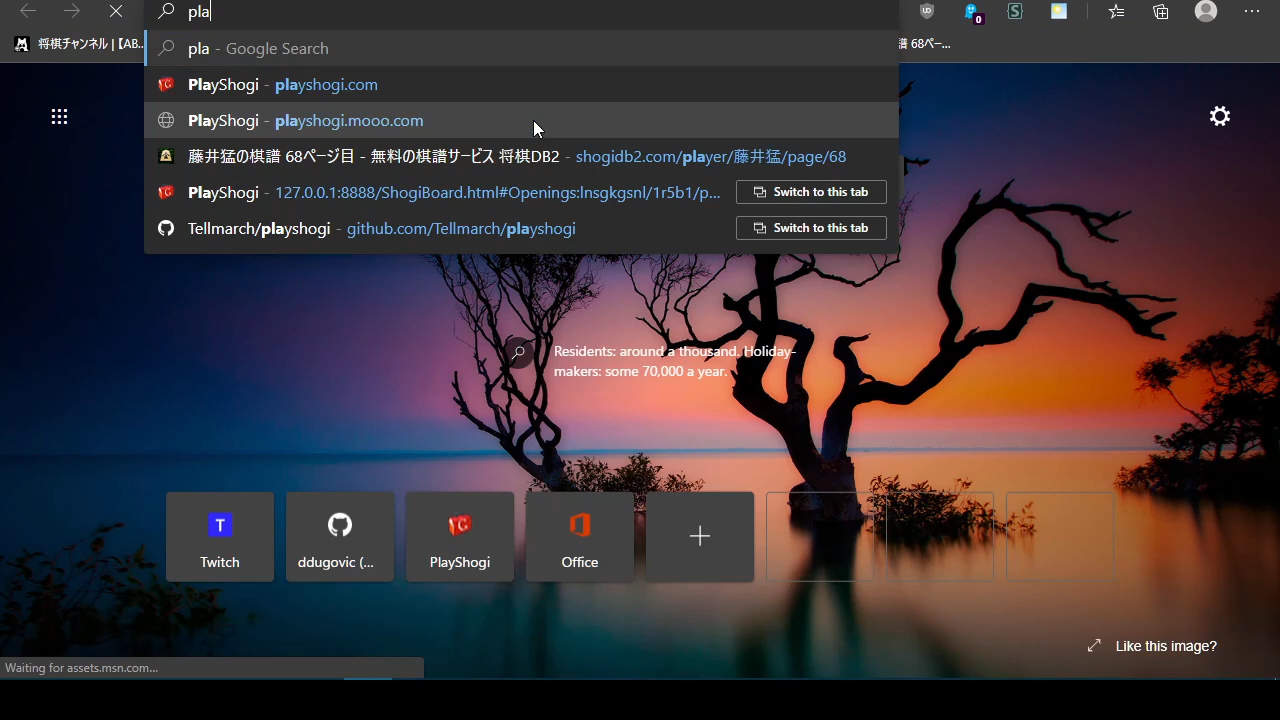 pla
将棋チャンネル | 【AB...
譜 68ペー...
0
pla - Google Search
PlayShogi - playshogi.com
PlayShogi - playshogi.mooo.com
藤井猛の棋譜 68ページ目 - 無料の棋譜サービス 将棋DB2 - shogidb2.com/player/藤井猛/page/68
PlayShogi - 127.0.0.1:8888/ShogiBoard.html#Openings:lnsgkgsnl/1r5b1/p... Switch to this tab
Tellmarch/playshogi - github.com/Tellmarch/playshogi Switch to this tab
Residents: around a thousand. Holiday-
makers: some 70,000 a year.
T
Twitch
ddugovic (...
PlayShogi
Office
Like this image?
Waiting for assets.msn.com...